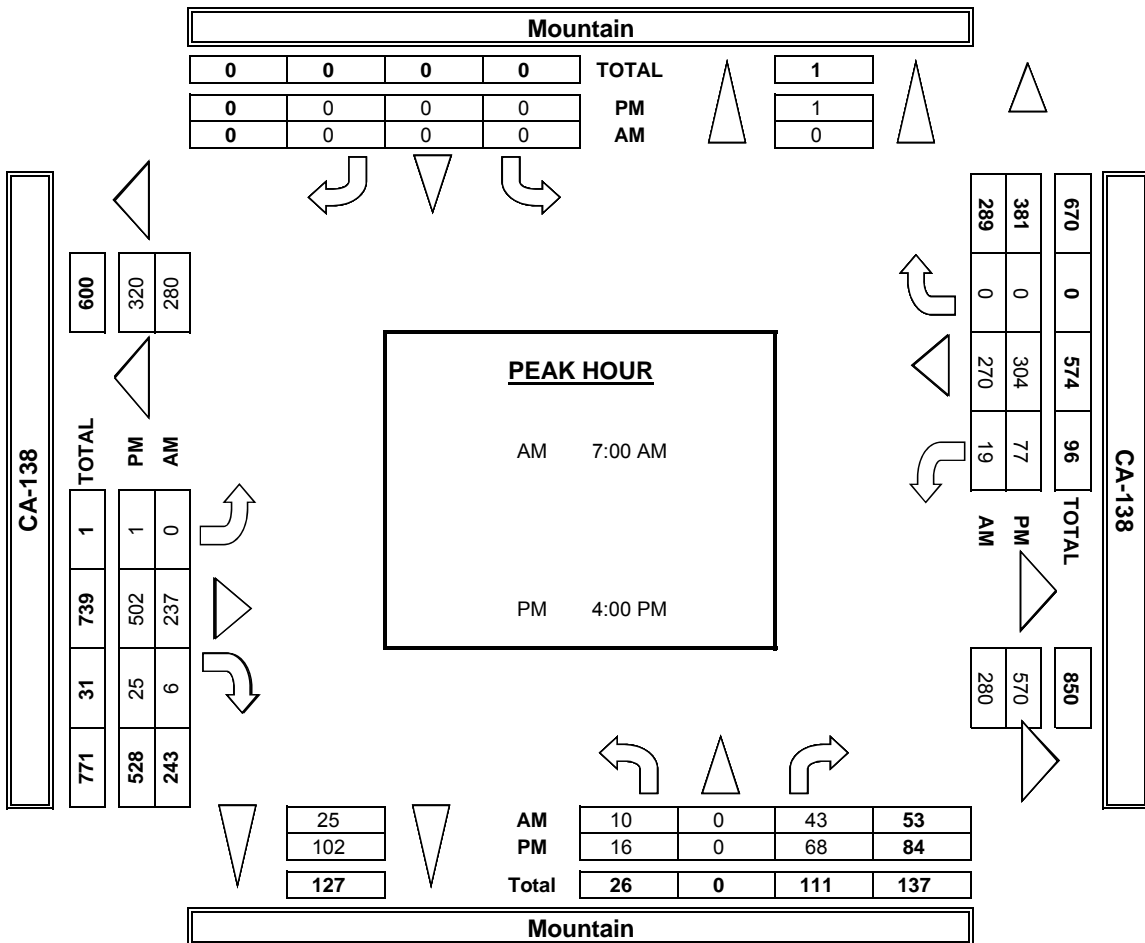 Mountain
0 0 0 0 TOTAL 1
0 0 0 0 PM 1
0 0 0 0 AM 0
CA-138
600 320 280
TOTAL PM AM
1 1 0
739 502 237
31 25 6
771 528 243
PEAK HOUR
AM 7:00 AM
PM 4:00 PM
289 381 670
0 0 0
270 304 574
19 77 96
AM PM TOTAL
280 570 850
CA-138
25 AM 10 0 43 53
102 PM 16 0 68 84
127 Total 26 0 111 137
Mountain